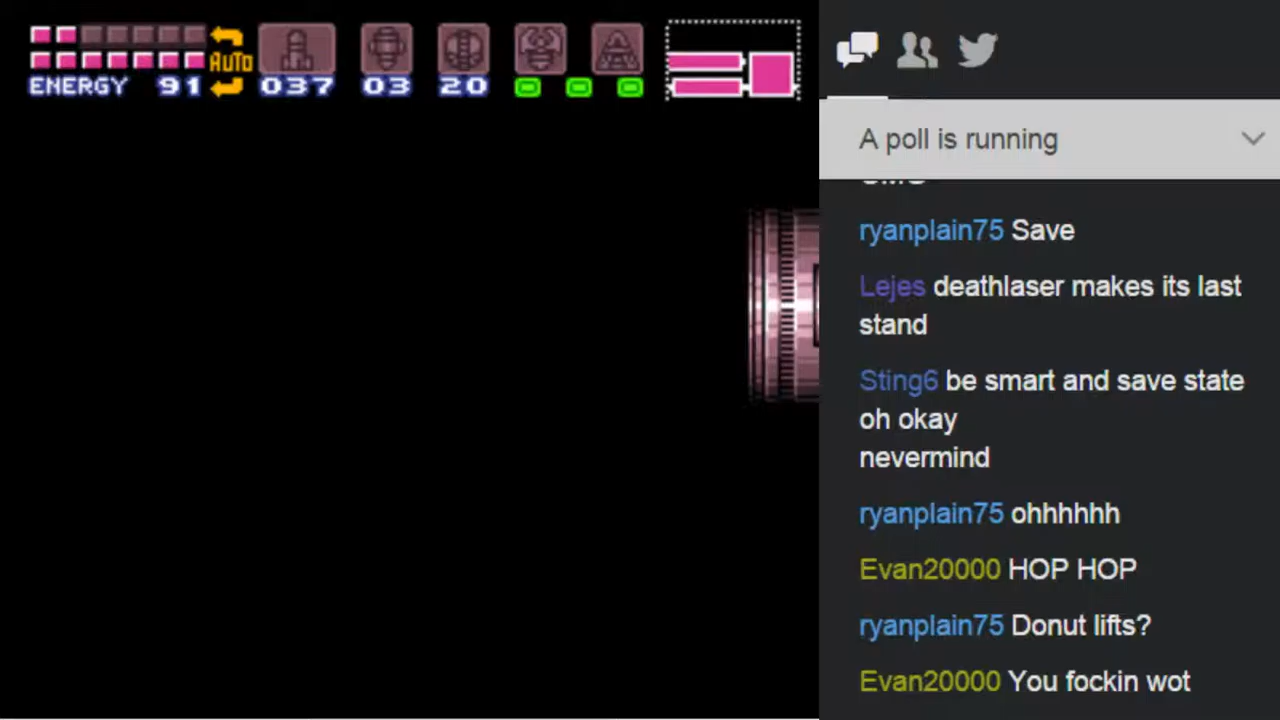 AUTO
ENERGY 91 037 03 20
A poll is running
ryanplain75 Save
Lejes deathlaser makes its last
stand
Sting6 be smart and save state
oh okay
nevermind
ryanplain75 ohhhhhh
Evan20000 HOP HOP
ryanplain75 Donut lifts?
Evan20000 You fockin wot